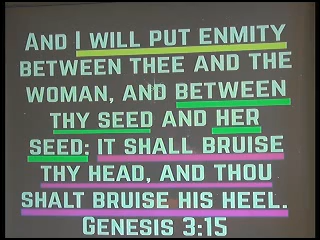 AND I WILL PUT ENMITY
BETWEEN THEE AND THE
WOMAN, AND BETWEEN
THY SEED AND HER
SEED: IT SHALL BRUISE
THY HEAD, AND THOU
SHALT BRUISE HIS HEEL.
GENESIS 3:15